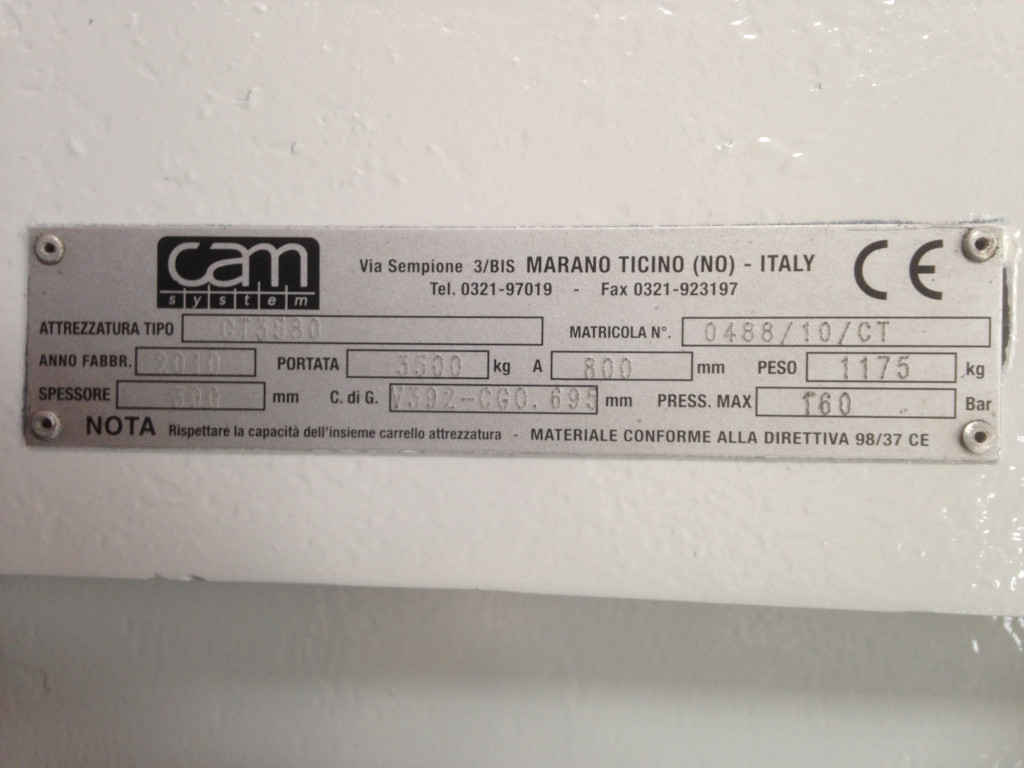 cam
system
Via Sempione 3/BIS MARANO TICINO (NO) - ITALY
Tel. 0321-97019 - Fax 0321-923197
CE
ATTREZZATURA TIPO MATRICOLA N°. 0488/10/CT
ANNO FABBR. 2010 PORTATA 3500 kg A 800 mm PESO 1175 kg
SPESSORE mm C. di G. V392-CGO.695 mm PRESS. MAX 160 Bar
NOTA Rispettare la capacità dell'insieme carrello attrezzatura - MATERIALE CONFORME ALLA DIRETTIVA 98/37 CE